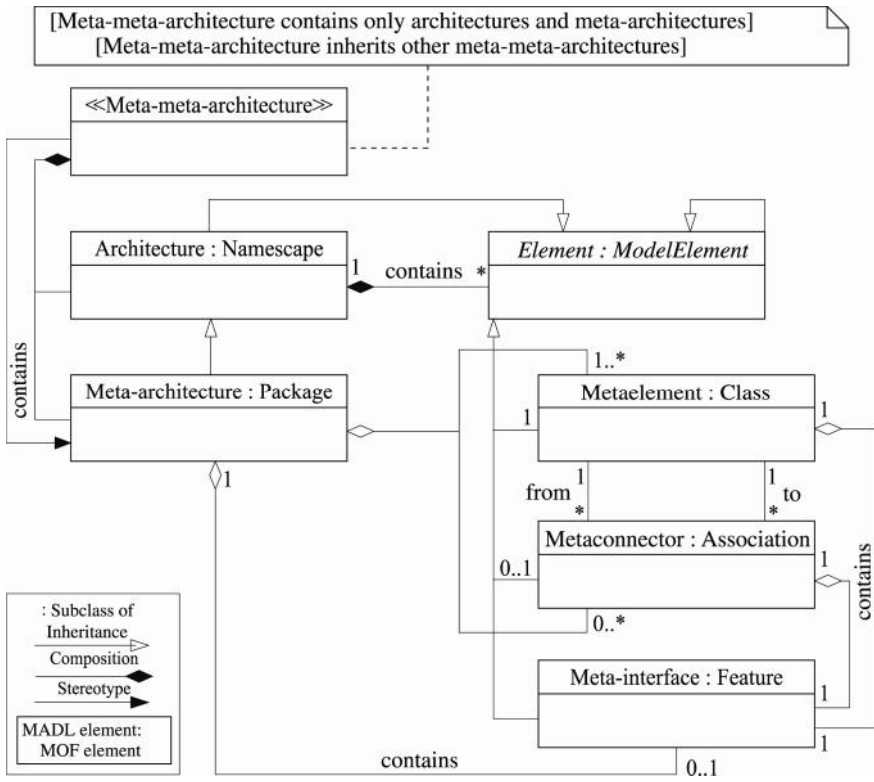 [Meta-meta-architecture contains only architectures and meta-architectures]
[Meta-meta-architecture inherits other meta-meta-architectures]
≪Meta-meta-architecture≫
Architecture : Namescape
1
contains
*
Element : ModelElement
contains
Meta-architecture : Package
1..*
Metaelement : Class
1
1
1
from
*
1
to
*
Metaconnector : Association
1
0..1
0..*
contains
Meta-interface : Feature
1
1
1
contains
0..1
: Subclass of
Inheritance
Composition
Stereotype
MADL element:
MOF element